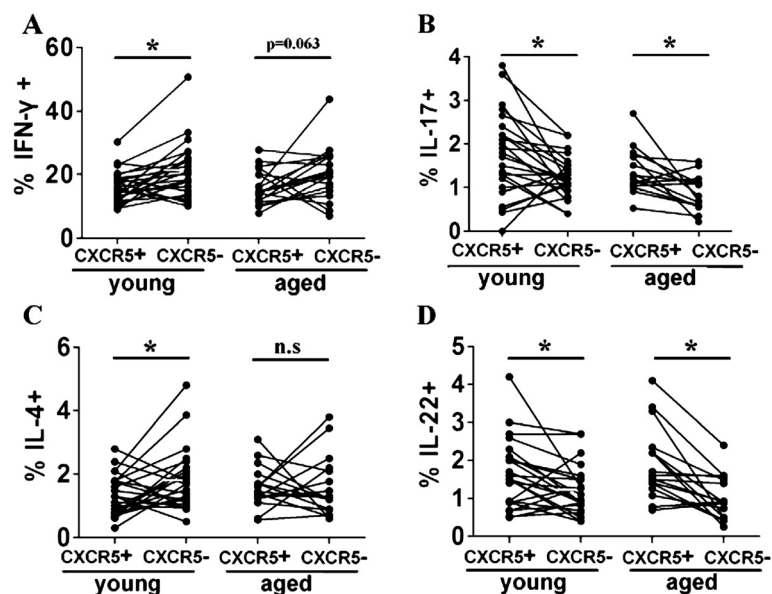 A
% IFN-γ +
60
40
20
0
*
p=0.063
CXCR5+ CXCR5- CXCR5+ CXCR5-
young aged
B
% IL-17+
4
3
2
1
0
* *
CXCR5+ CXCR5- CXCR5+ CXCR5-
young aged
C
% IL-4+
6
4
2
0
* n.s
CXCR5+ CXCR5- CXCR5+ CXCR5-
young aged
D
% IL-22+
5
4
3
2
1
0
* *
CXCR5+ CXCR5- CXCR5+ CXCR5-
young aged